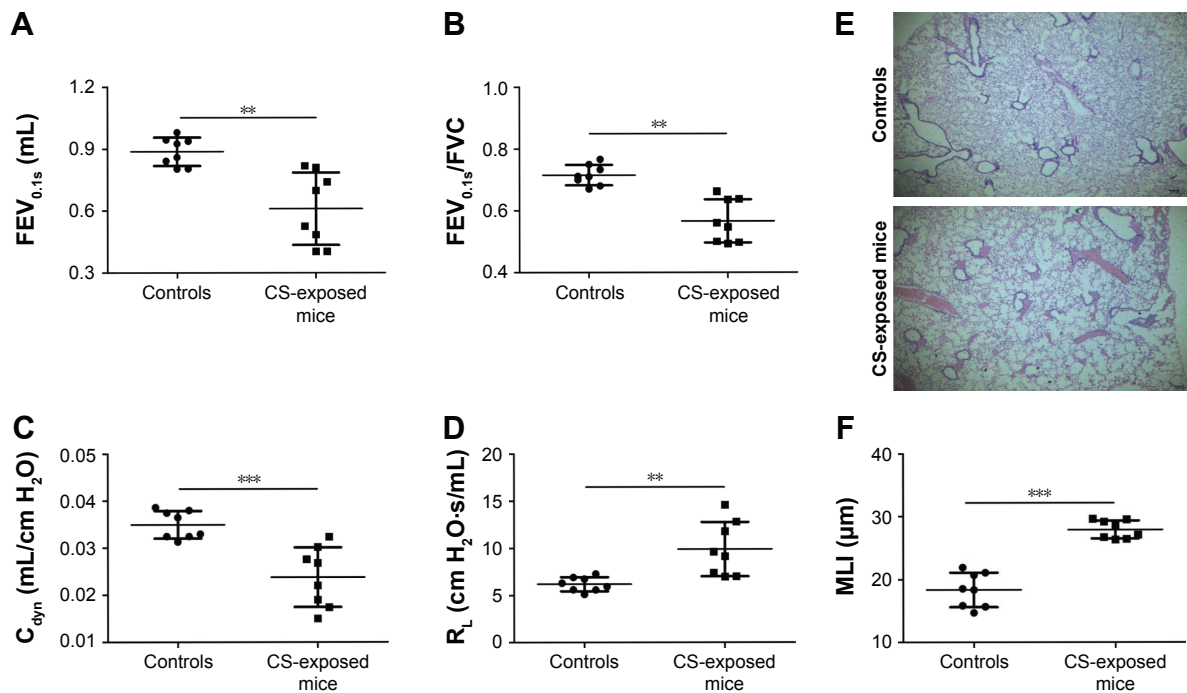 A
FEV0.1s (mL)
1.2
0.9
0.6
0.3
**
Controls
CS-exposed
mice
B
FEV0.1s/FVC
1.0
0.8
0.6
0.4
**
Controls
CS-exposed
mice
E
Controls
CS-exposed mice
C
Cdyn (mL/cm H2O)
0.05
0.04
0.03
0.02
0.01
***
Controls
CS-exposed
mice
D
RL (cm H2O·s/mL)
20
15
10
5
0
**
Controls
CS-exposed
mice
F
MLI (µm)
40
30
20
10
***
Controls
CS-exposed
mice